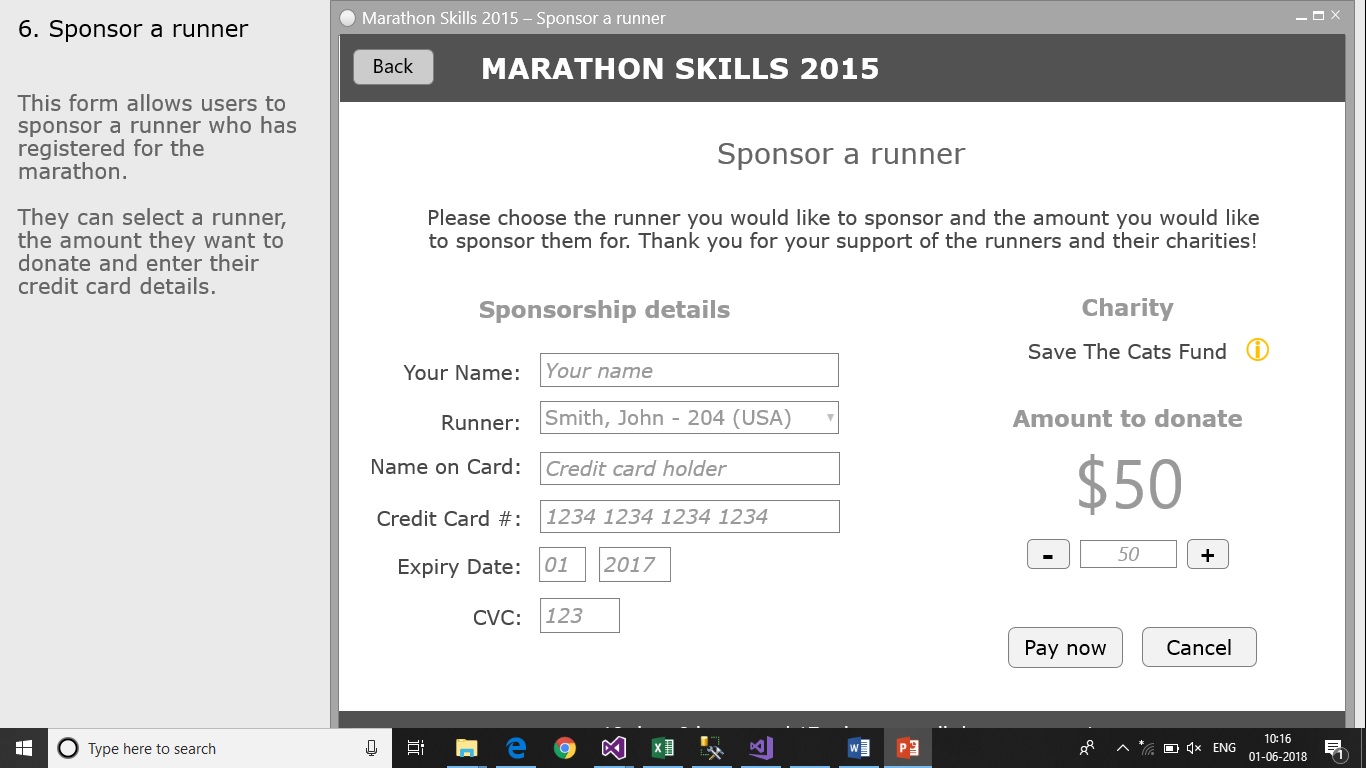 6. Sponsor a runner
This form allows users to
sponsor a runner who has
registered for the
marathon.
They can select a runner,
the amount they want to
donate and enter their
credit card details.
Marathon Skills 2015 – Sponsor a runner
Back
MARATHON SKILLS 2015
Sponsor a runner
Please choose the runner you would like to sponsor and the amount you would like
to sponsor them for. Thank you for your support of the runners and their charities!
Sponsorship details
Your Name: Your name
Runner: Smith, John - 204 (USA)
Name on Card: Credit card holder
Credit Card #: 1234 1234 1234 1234
Expiry Date: 01 2017
CVC: 123
Charity
Save The Cats Fund
Amount to donate
$50
- 50 +
Pay now Cancel
Type here to search
ENG
10:16
01-06-2018
1